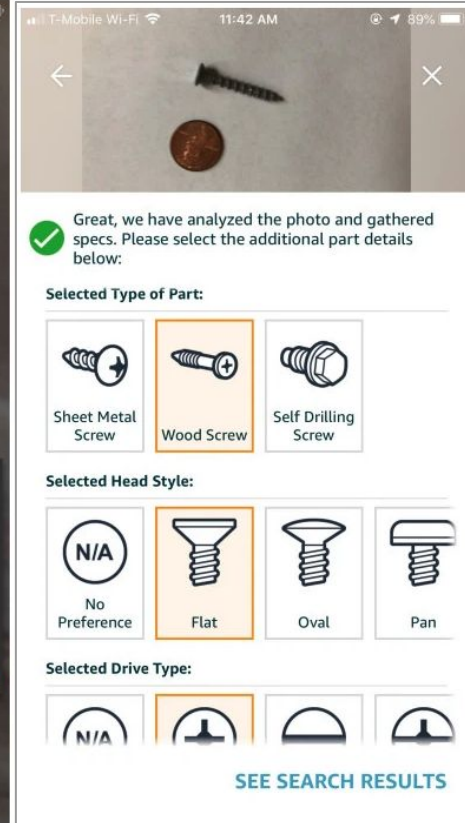 T-Mobile Wi-Fi 11:42 AM 89%
Great, we have analyzed the photo and gathered
specs. Please select the additional part details
below:
Selected Type of Part:
Sheet Metal
Screw
Wood Screw
Self Drilling
Screw
Selected Head Style:
N/A
No
Preference
Flat
Oval
Pan
Selected Drive Type:
N/A
SEE SEARCH RESULTS